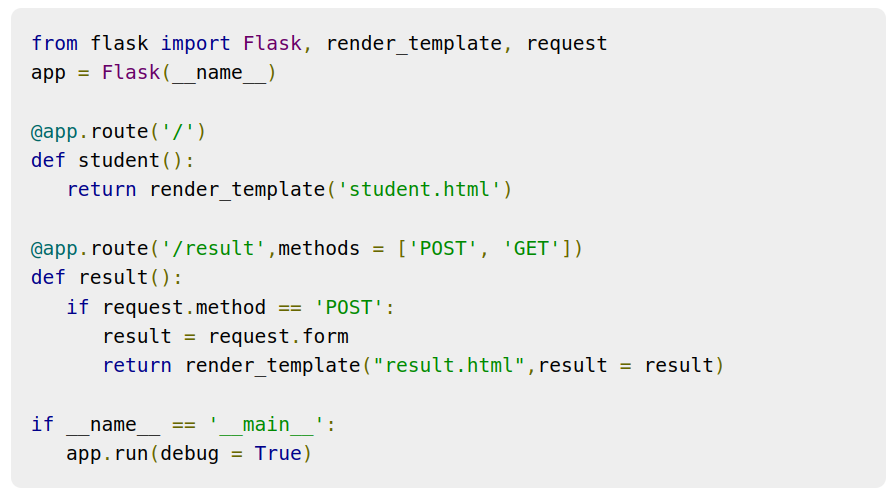 from flask import Flask, render_template, request
app = Flask(__name__)

@app.route('/')
def student():
   return render_template('student.html')

@app.route('/result',methods = ['POST', 'GET'])
def result():
   if request.method == 'POST':
      result = request.form
      return render_template("result.html",result = result)

if __name__ == '__main__':
   app.run(debug = True)